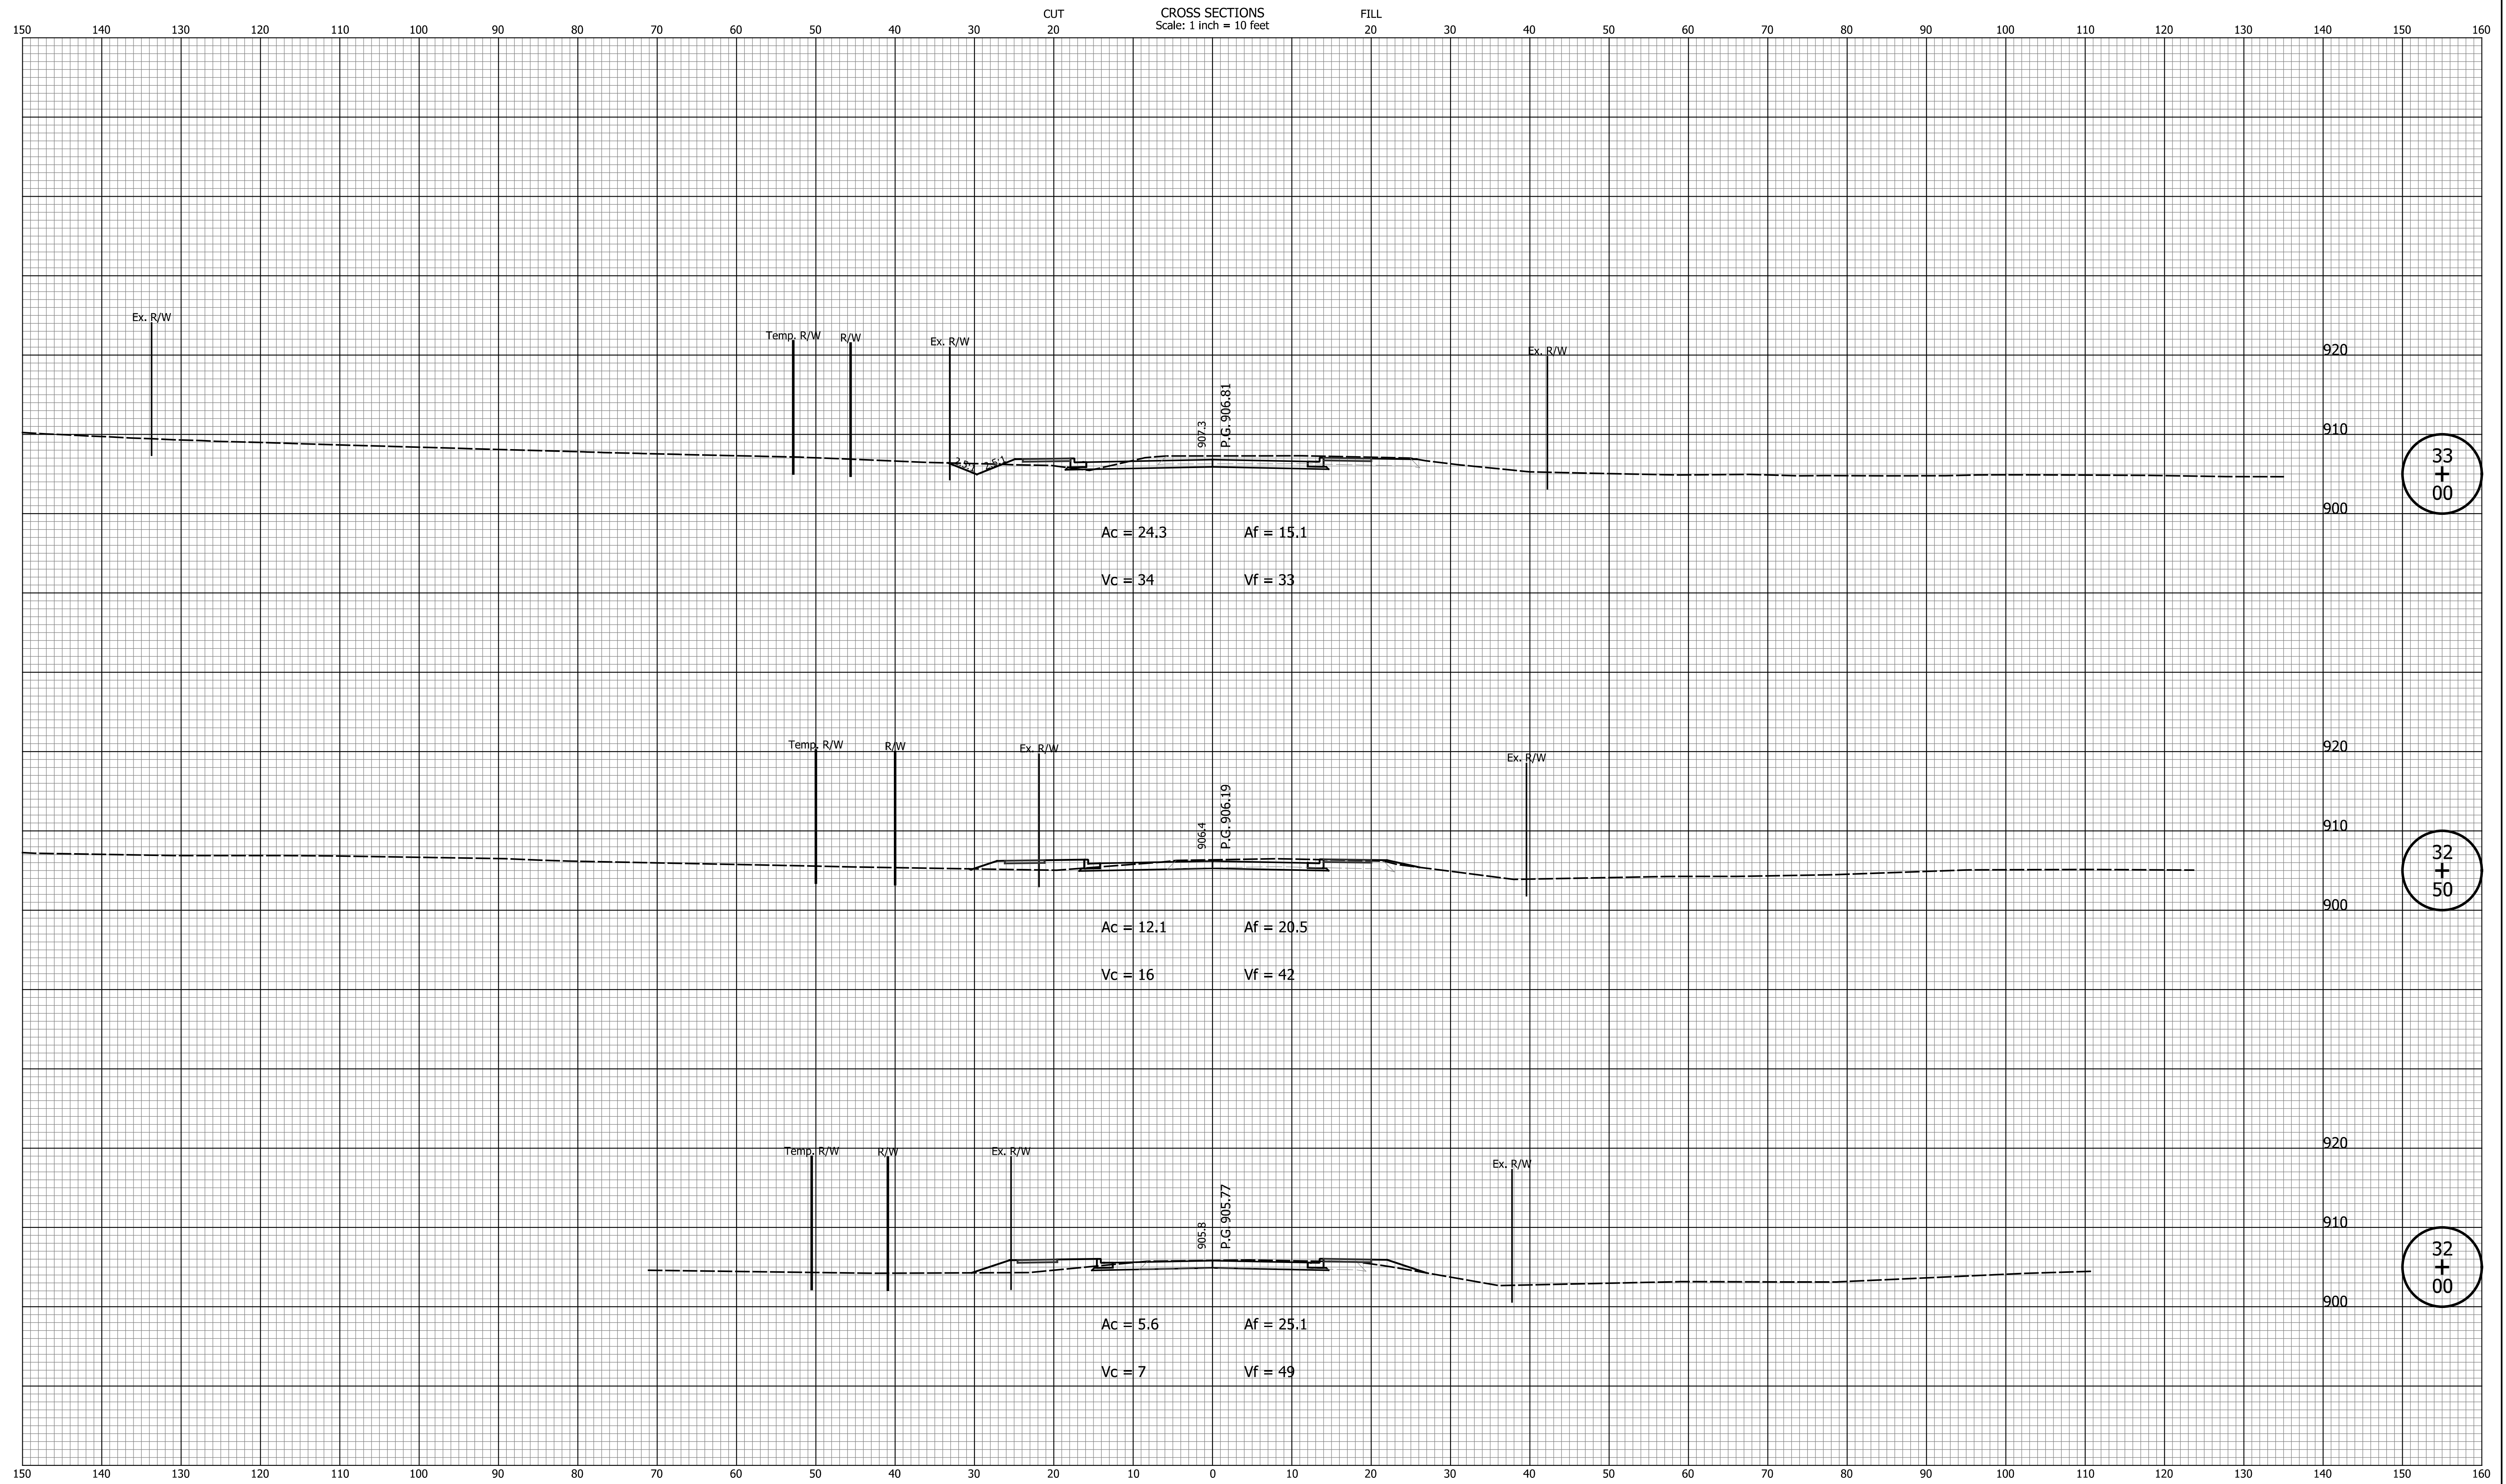 CUT CROSS SECTIONS FILL
Scale: 1 inch = 10 feet
150 140 130 120 110 100 90 80 70 60 50 40 30 20 10 0 10 20 30 40 50 60 70 80 90 100 110 120 130 140 150 160
Ex. R/W
Temp. R/W
R/W
Ex. R/W
Ex. R/W
920
907.3
P.G. 906.81
910
2.5:1
2.5:1
33
+
00
900
Ac = 24.3 Af = 15.1
Vc = 34 Vf = 33
Temp. R/W
R/W
Ex. R/W
Ex. R/W
920
906.4
P.G. 906.19
910
32
+
50
900
Ac = 12.1 Af = 20.5
Vc = 16 Vf = 42
Temp. R/W
R/W
Ex. R/W
Ex. R/W
920
905.8
P.G. 905.77
910
32
+
00
900
Ac = 5.6 Af = 25.1
Vc = 7 Vf = 49
150 140 130 120 110 100 90 80 70 60 50 40 30 20 10 0 10 20 30 40 50 60 70 80 90 100 110 120 130 140 150 160